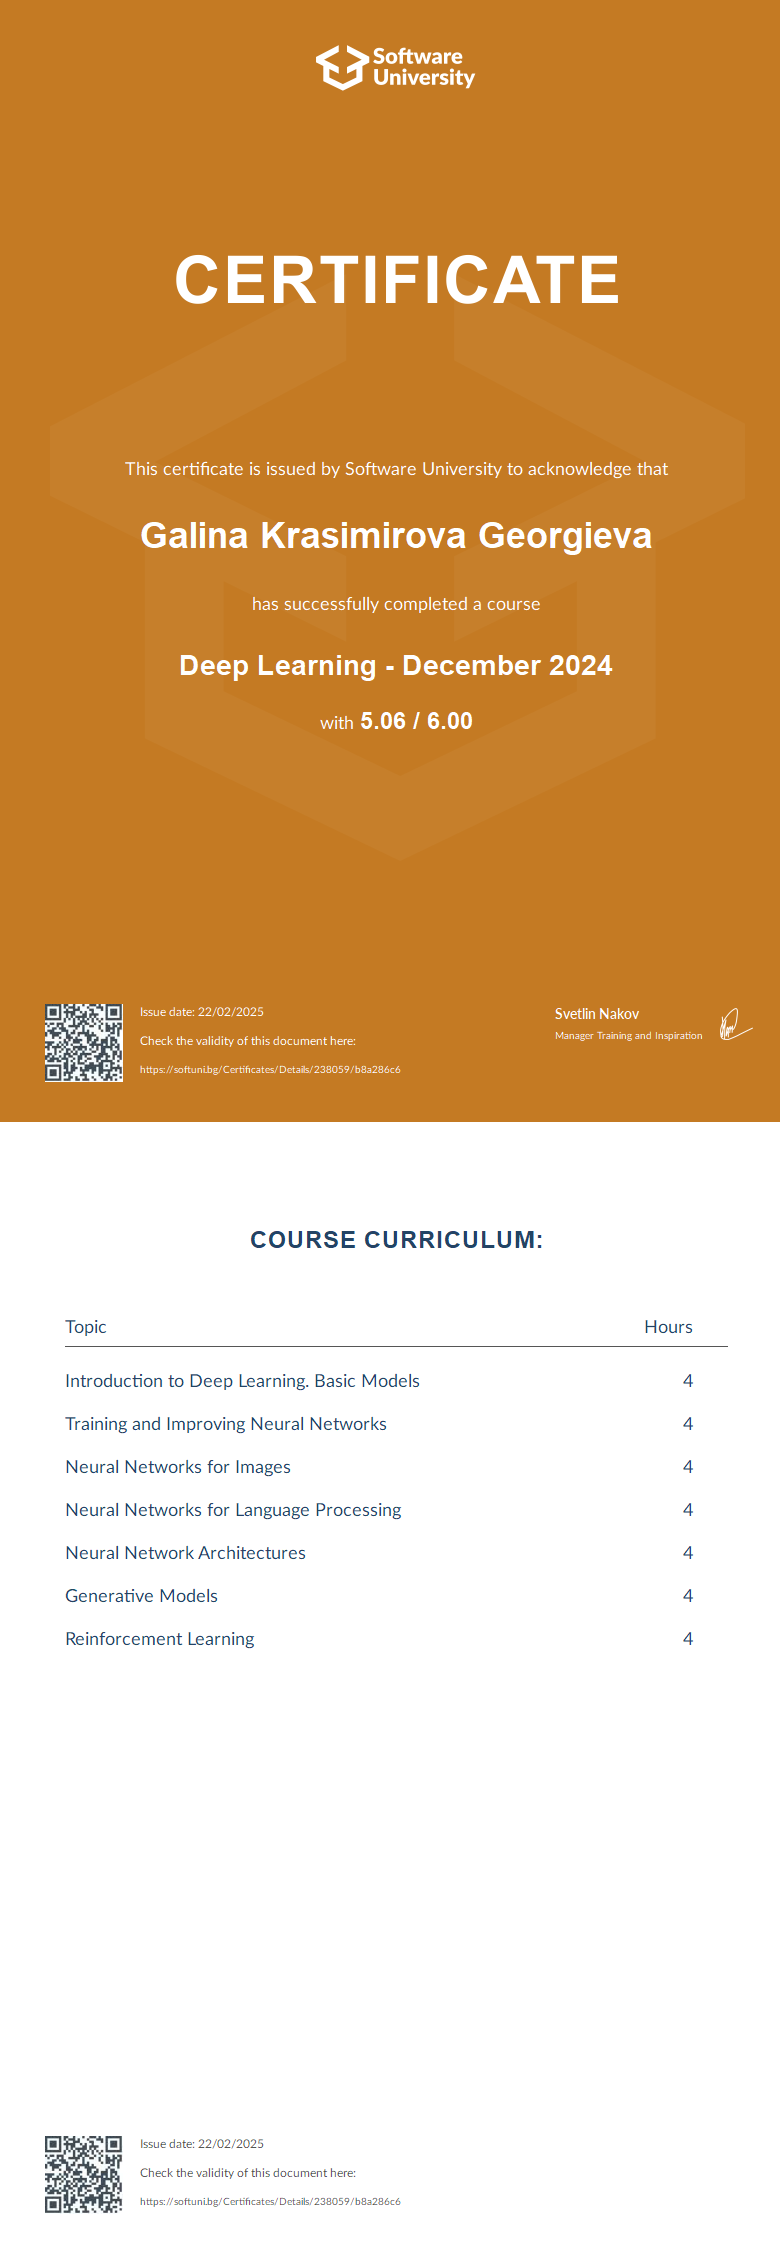 Software
University
CERTIFICATE
This certificate is issued by Software University to acknowledge that
Galina Krasimirova Georgieva
has successfully completed a course
Deep Learning - December 2024
with 5.06 / 6.00
Issue date: 22/02/2025
Check the validity of this document here:
https://softuni.bg/Certificates/Details/238059/b8a286c6
Svetlin Nakov
Manager Training and Inspiration
COURSE CURRICULUM:
Topic Hours
Introduction to Deep Learning. Basic Models 4
Training and Improving Neural Networks 4
Neural Networks for Images 4
Neural Networks for Language Processing 4
Neural Network Architectures 4
Generative Models 4
Reinforcement Learning 4
Issue date: 22/02/2025
Check the validity of this document here:
https://softuni.bg/Certificates/Details/238059/b8a286c6